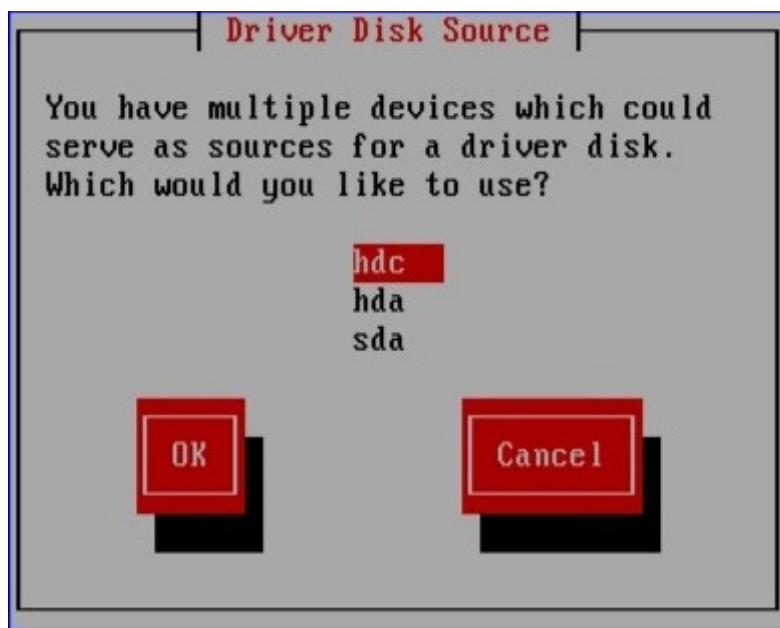 Driver Disk Source
You have multiple devices which could
serve as sources for a driver disk.
Which would you like to use?
hdc
hda
sda
OK
Cancel